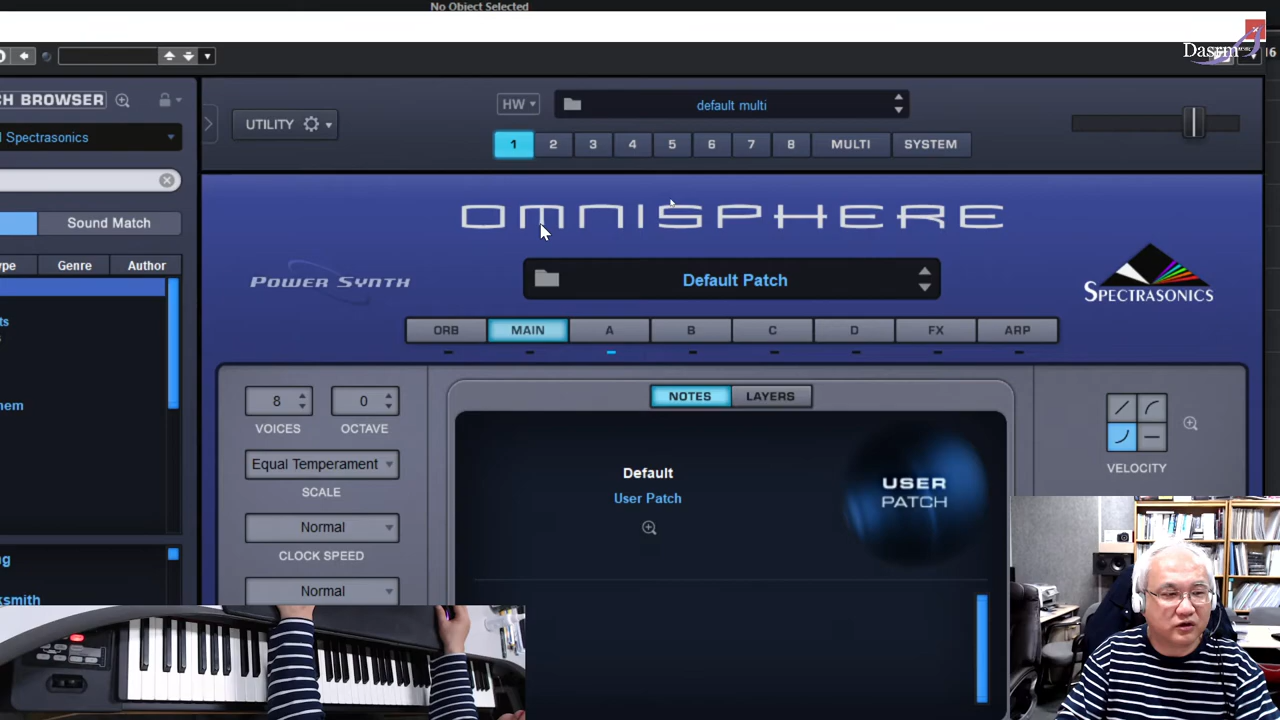 No Object Selected
Dasrm
16
CH BROWSER
UTILITY
HW
default multi
Spectrasonics
1 2 3 4 5 6 7 8 MULTI SYSTEM
Sound Match
OMNISPHERE
ype Genre Author
POWER SYNTH
Default Patch
SPECTRASONICS
ts
ORB MAIN A B C D FX ARP
hem
8 0
VOICES OCTAVE
NOTES LAYERS
Equal Temperament
SCALE
VELOCITY
Default
User Patch
USER
PATCH
Normal
CLOCK SPEED
Normal
ng
ksmith